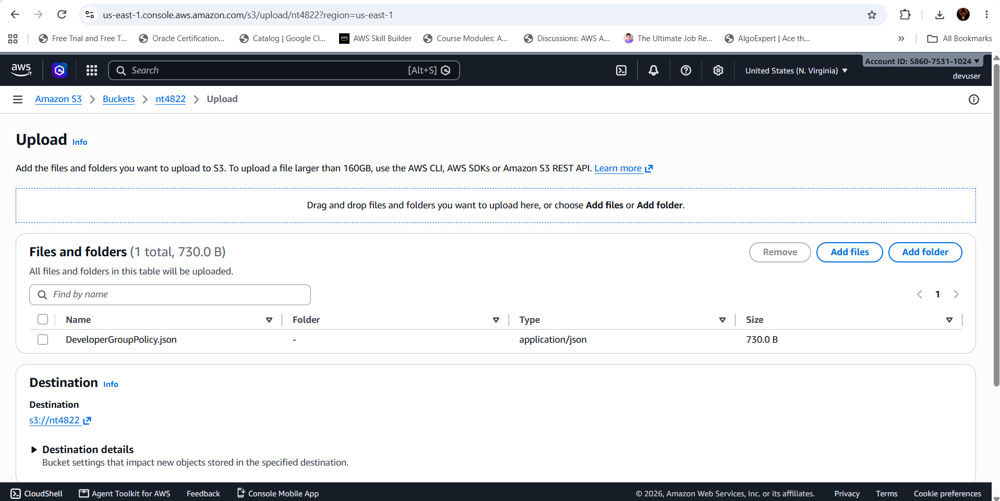 us-east-1.console.aws.amazon.com/s3/upload/nt4822?region=us-east-1
Free Trial and Free T... Oracle Certification... Catalog | Google Cl... aws AWS Skill Builder Course Modules: A... Discussions: AWS A... The Ultimate Job Re... AlgoExpert | Ace th... » All Bookmarks
aws Search [Alt+S] United States (N. Virginia) ▼ Account ID: 5860-7531-1024 ▼
devuser
Amazon S3 > Buckets > nt4822 > Upload
Upload Info
Add the files and folders you want to upload to S3. To upload a file larger than 160GB, use the AWS CLI, AWS SDKs or Amazon S3 REST API. Learn more
Drag and drop files and folders you want to upload here, or choose Add files or Add folder.
Files and folders (1 total, 730.0 B) Remove Add files Add folder
All files and folders in this table will be uploaded.
Find by name < 1 >
Name Folder Type Size
DeveloperGroupPolicy.json - application/json 730.0 B
Destination Info
Destination
s3://nt4822
Destination details
Bucket settings that impact new objects stored in the specified destination.
CloudShell Agent Toolkit for AWS Feedback Console Mobile App © 2026, Amazon Web Services, Inc. or its affiliates. Privacy Terms Cookie preferences